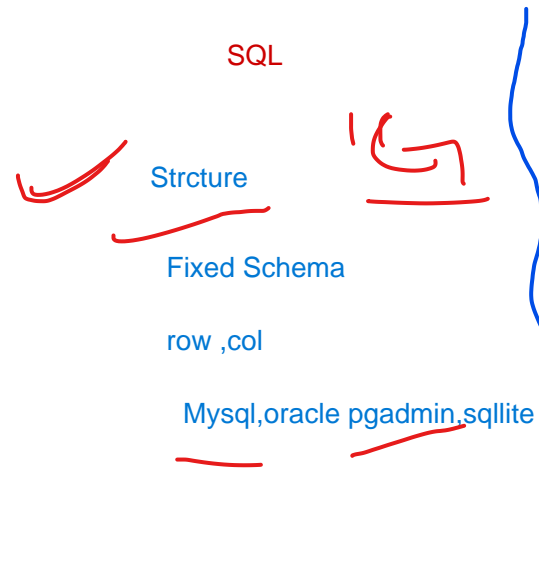 SQL
Strcture
Fixed Schema
row ,col
Mysql,oracle pgadmin,sqllite